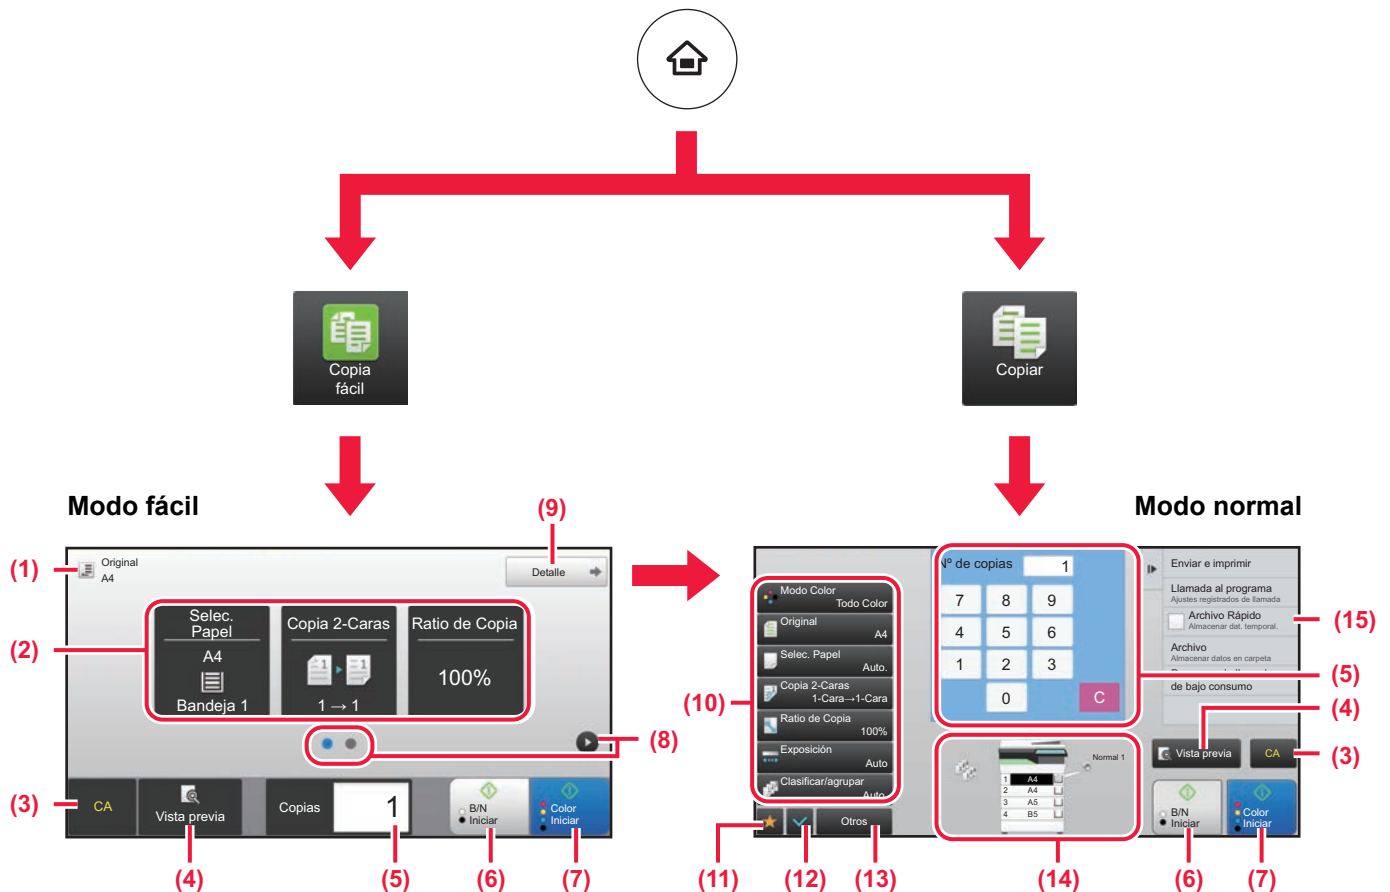 Copia
fácil
Copiar
Modo fácil
Modo normal
(9)
(1)
Original
A4
Detalle
(2)
Selec.
Papel
A4
Bandeja 1
Copia 2-Caras
1 → 1
Ratio de Copia
100%
(8)
(3)
CA
Vista previa
Copias
1
B/N
Iniciar
Color
Iniciar
(4)
(5)
(6)
(7)
(10)
Modo Color
Todo Color
Original
A4
Selec. Papel
Auto.
Copia 2-Caras
1-Cara→1-Cara
Ratio de Copia
100%
Exposición
Auto
Clasificar/agrupar
Auto
Otros
Nº de copias
1
7 8 9
4 5 6
1 2 3
0
C
Normal 1
1 A4
2 A4
3 A5
4 B5
Enviar e imprimir
Llamada al programa
Ajustes registrados de llamada
Archivo Rápido
Almacenar dat. temporal.
Archivo
Almacenar datos en carpeta
de bajo consumo
Vista previa
CA
B/N
Iniciar
Color
Iniciar
(15)
(5)
(4)
(3)
(11)
(12)
(13)
(14)
(6)
(7)